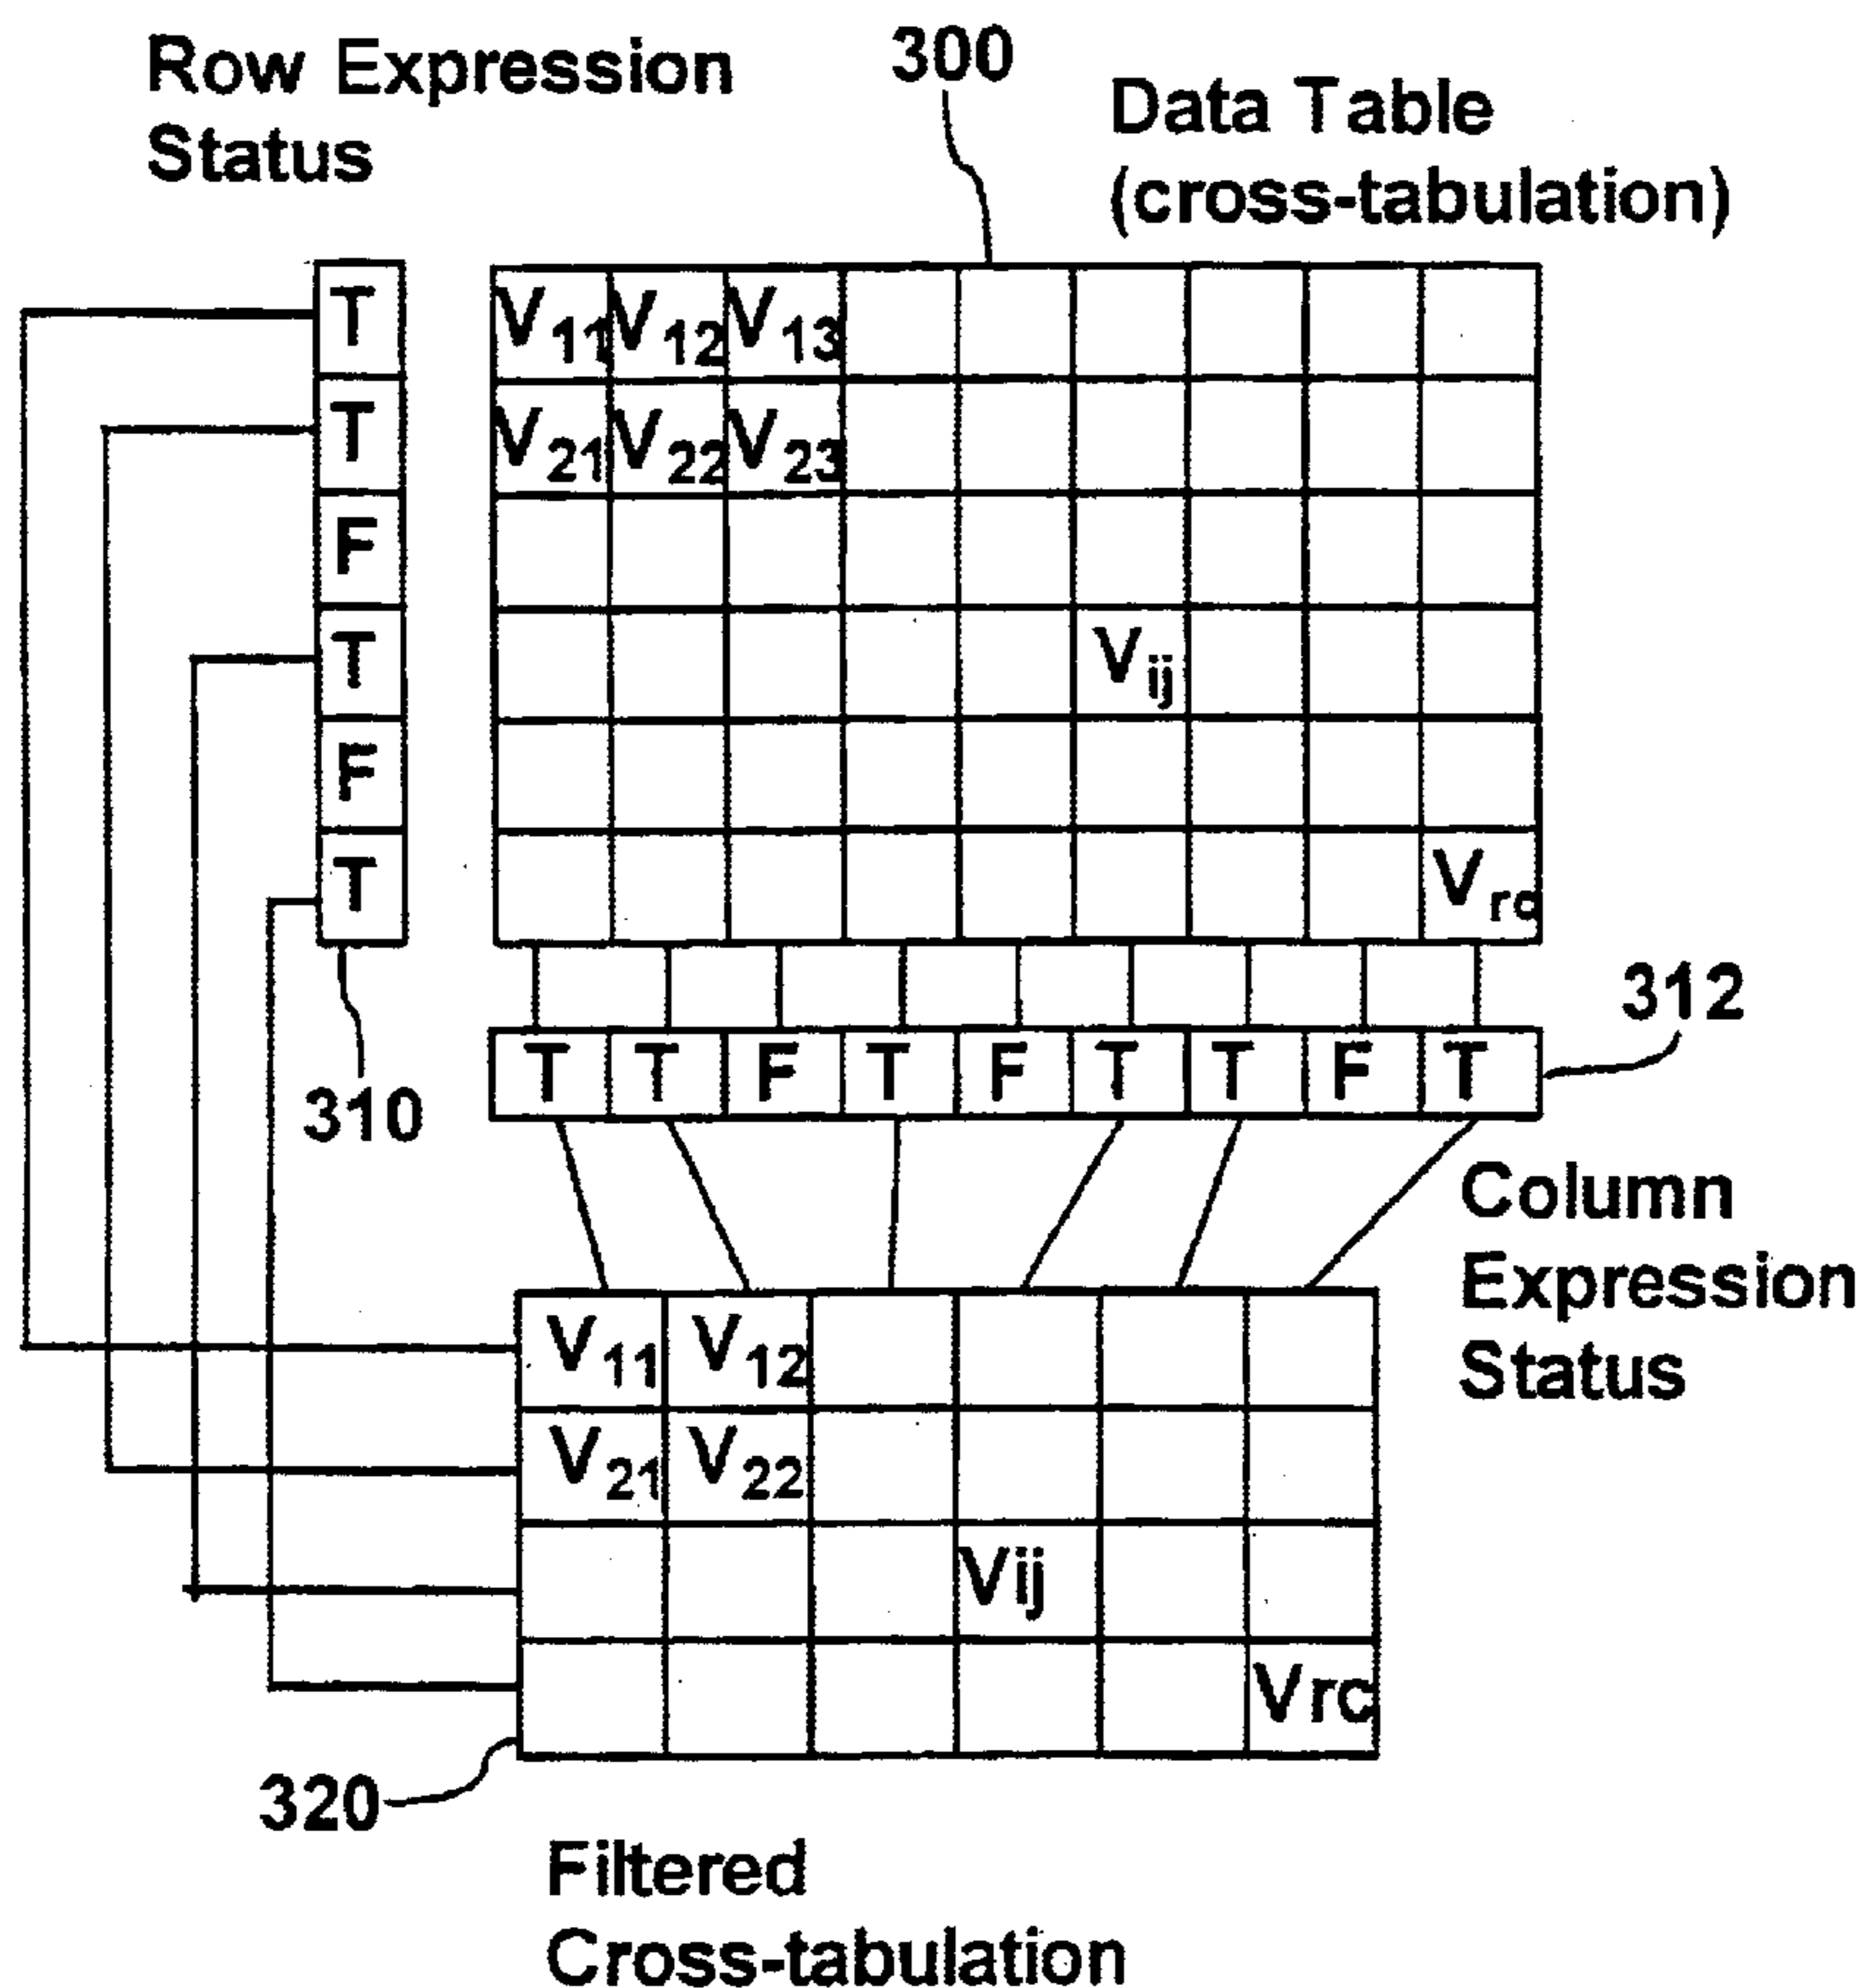 Row Expression
Status
300
Data Table
(cross-tabulation)
T
V11 V12 V13
T
V21 V22 V23
F
T
Vij
F
T
Vrc
310
312
T T F T F T T F T
Column
Expression
Status
V11 V12
V21 V22
Vij
Vrc
320
Filtered
Cross-tabulation